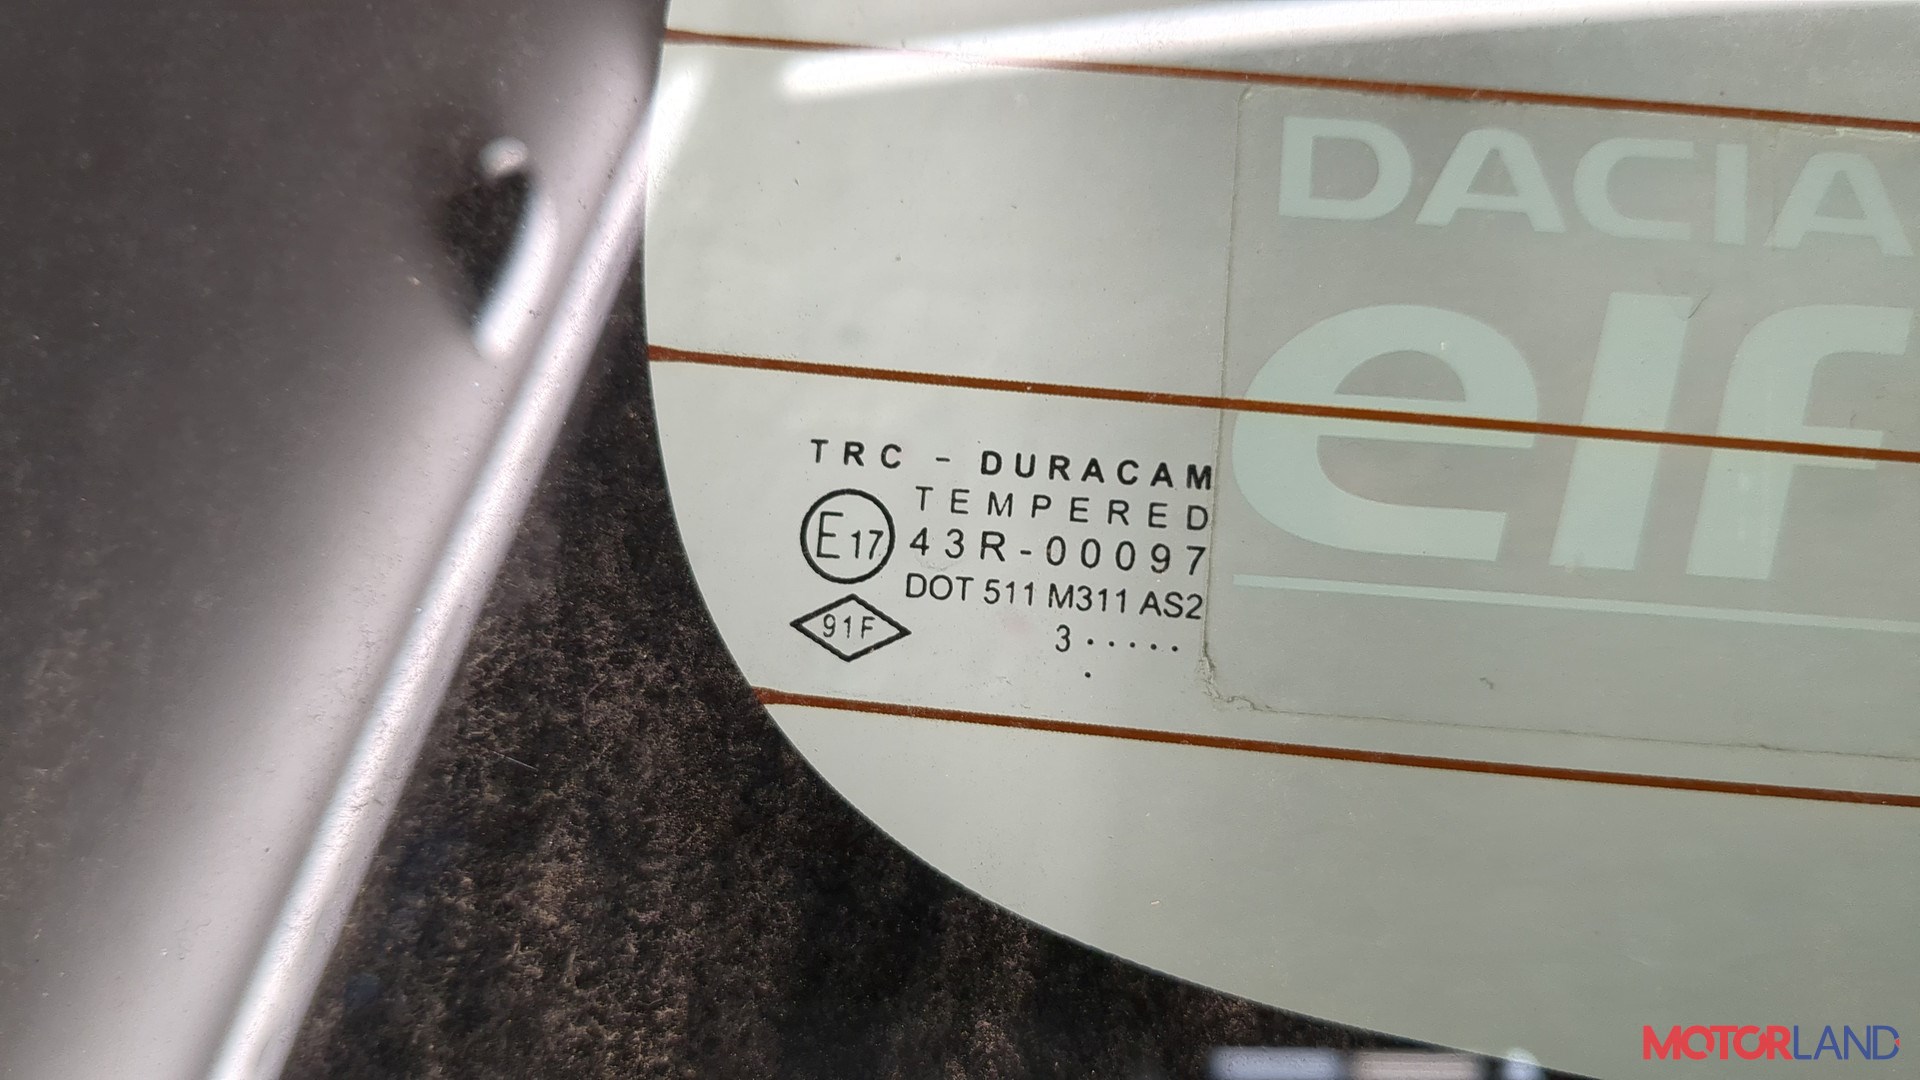 DACIA
elf
TRC - DURACAM
TEMPERED
E17 43R-00097
DOT 511 M311 AS2
91F
3 · · · · ·
.
MOTORLAND